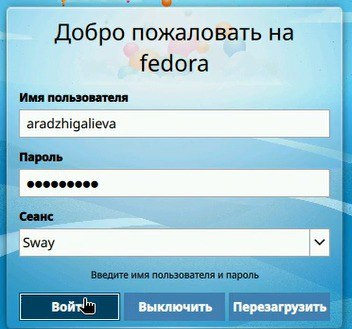 Добро пожаловать на
fedora
Имя пользователя
aradzhigalieva
Пароль
●●●●●●●●●
Сеанс
Sway
Введите имя пользователя и пароль
Войти Выключить Перезагрузить